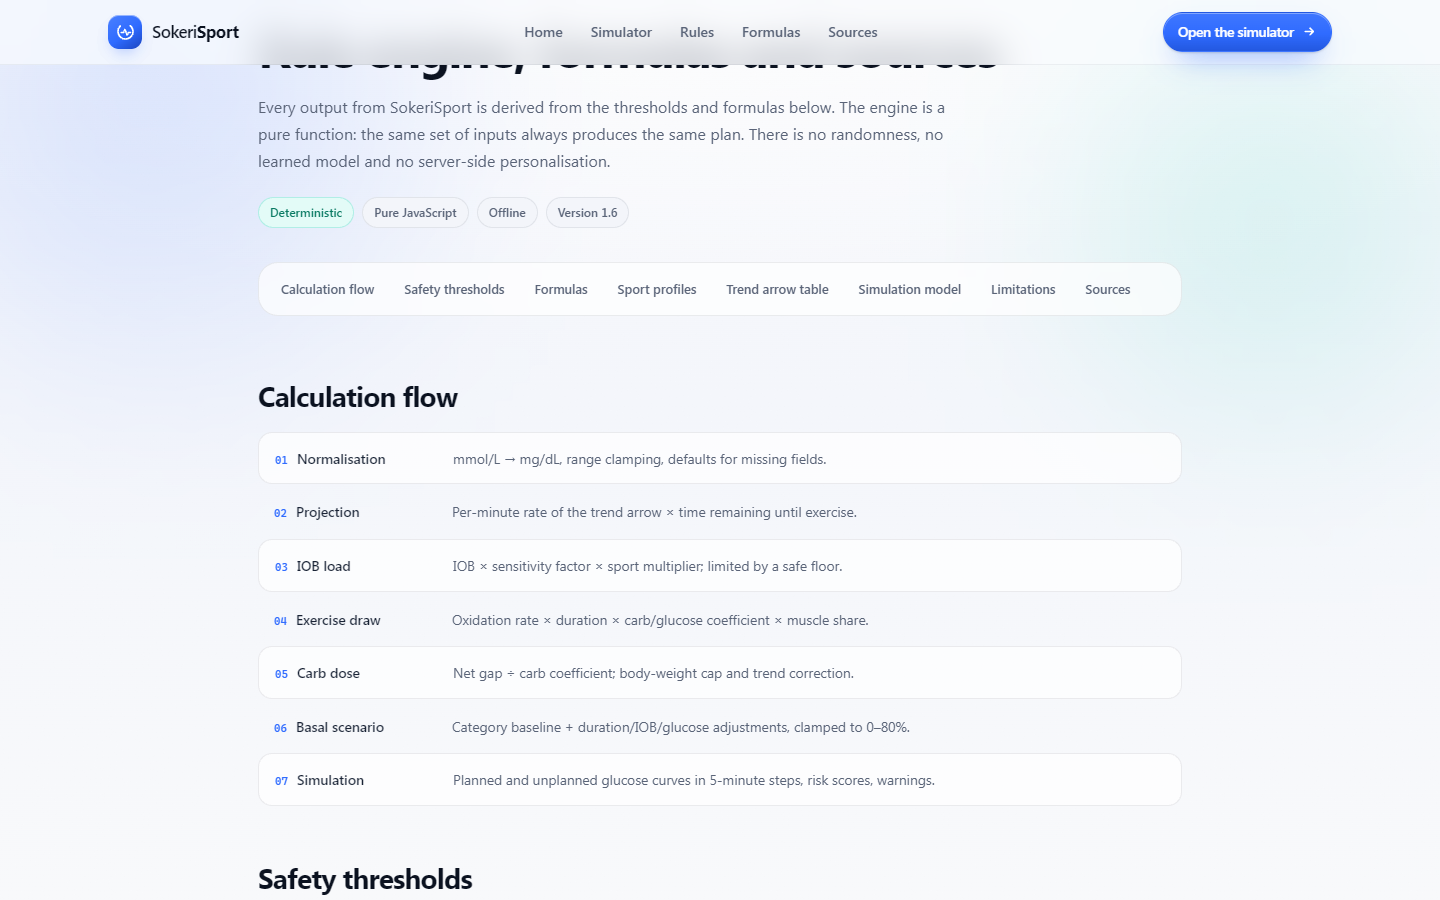 SokeriSport
Home
Simulator
Rules
Formulas
Sources
Open the simulator →
Rule engine, formulas and sources
Every output from SokeriSport is derived from the thresholds and formulas below. The engine is a
pure function: the same set of inputs always produces the same plan. There is no randomness, no
learned model and no server-side personalisation.
Deterministic
Pure JavaScript
Offline
Version 1.6
Calculation flow
Safety thresholds
Formulas
Sport profiles
Trend arrow table
Simulation model
Limitations
Sources
Calculation flow
01 Normalisation mmol/L → mg/dL, range clamping, defaults for missing fields.
02 Projection Per-minute rate of the trend arrow × time remaining until exercise.
03 IOB load IOB × sensitivity factor × sport multiplier; limited by a safe floor.
04 Exercise draw Oxidation rate × duration × carb/glucose coefficient × muscle share.
05 Carb dose Net gap ÷ carb coefficient; body-weight cap and trend correction.
06 Basal scenario Category baseline + duration/IOB/glucose adjustments, clamped to 0–80%.
07 Simulation Planned and unplanned glucose curves in 5-minute steps, risk scores, warnings.
Safety thresholds